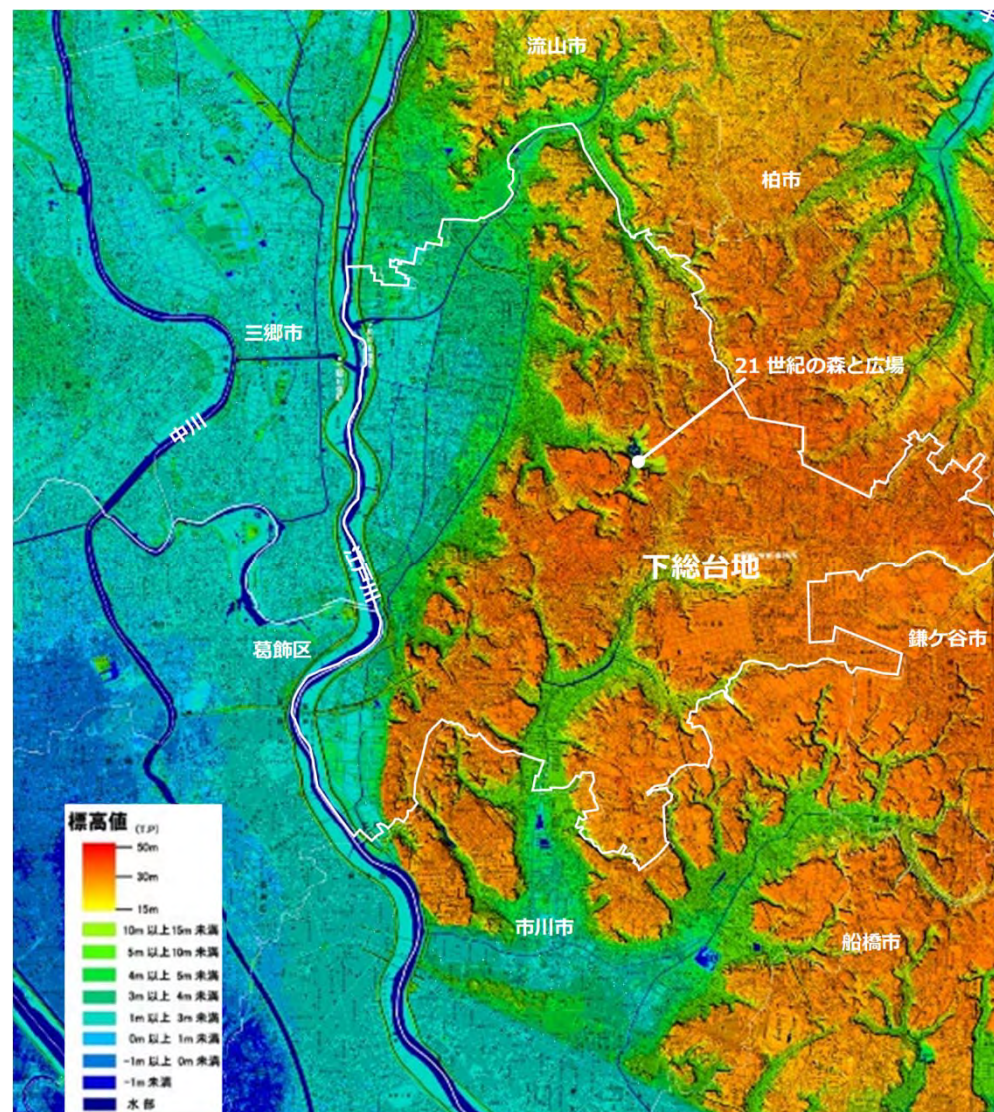 流山市
柏市
三郷市
21 世紀の森と広場
中川
江戸川
下総台地
葛飾区
鎌ケ谷市
市川市
船橋市
標高値 (T.P)
50m
30m
15m
10m 以上 15m 未満
5m 以上 10m 未満
4m 以上 5m 未満
3m 以上 4m 未満
1m 以上 3m 未満
0m 以上 1m 未満
-1m 以上 0m 未満
-1m 未満
水 部